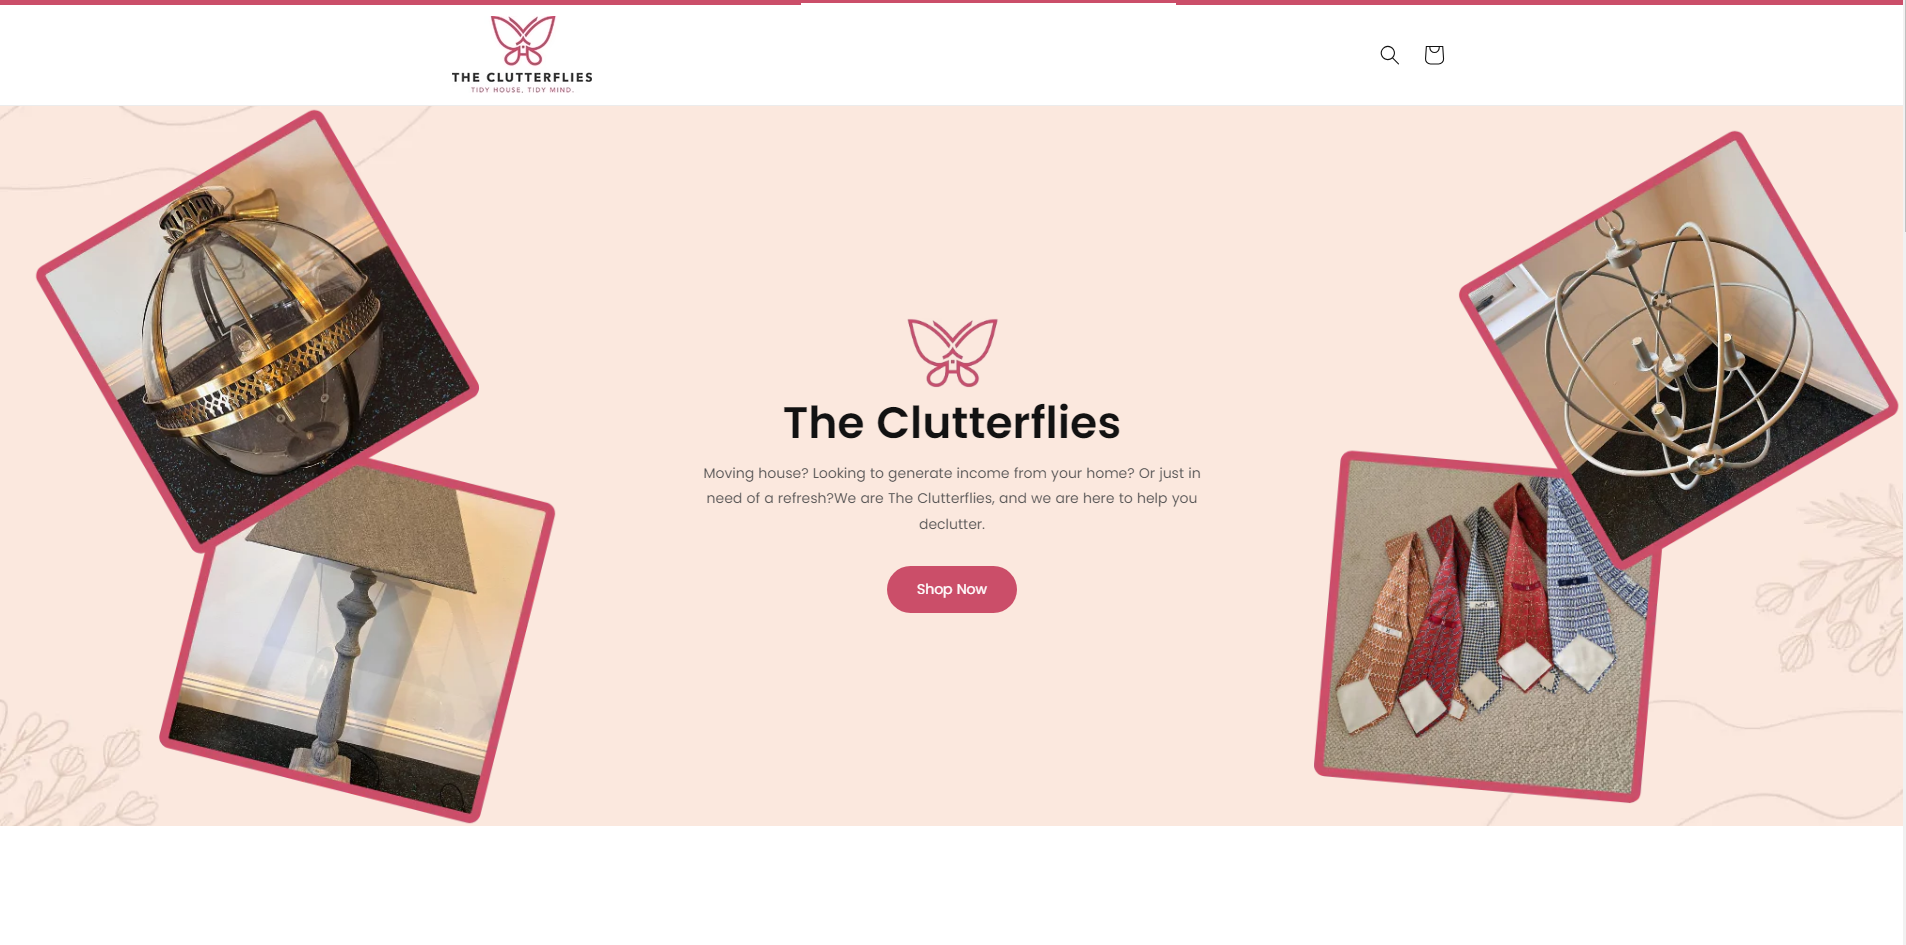 THE CLUTTERFLIES
TIDY HOUSE, TIDY MIND.
The Clutterflies
Moving house? Looking to generate income from your home? Or just in
need of a refresh?We are The Clutterflies, and we are here to help you
declutter.
Shop Now